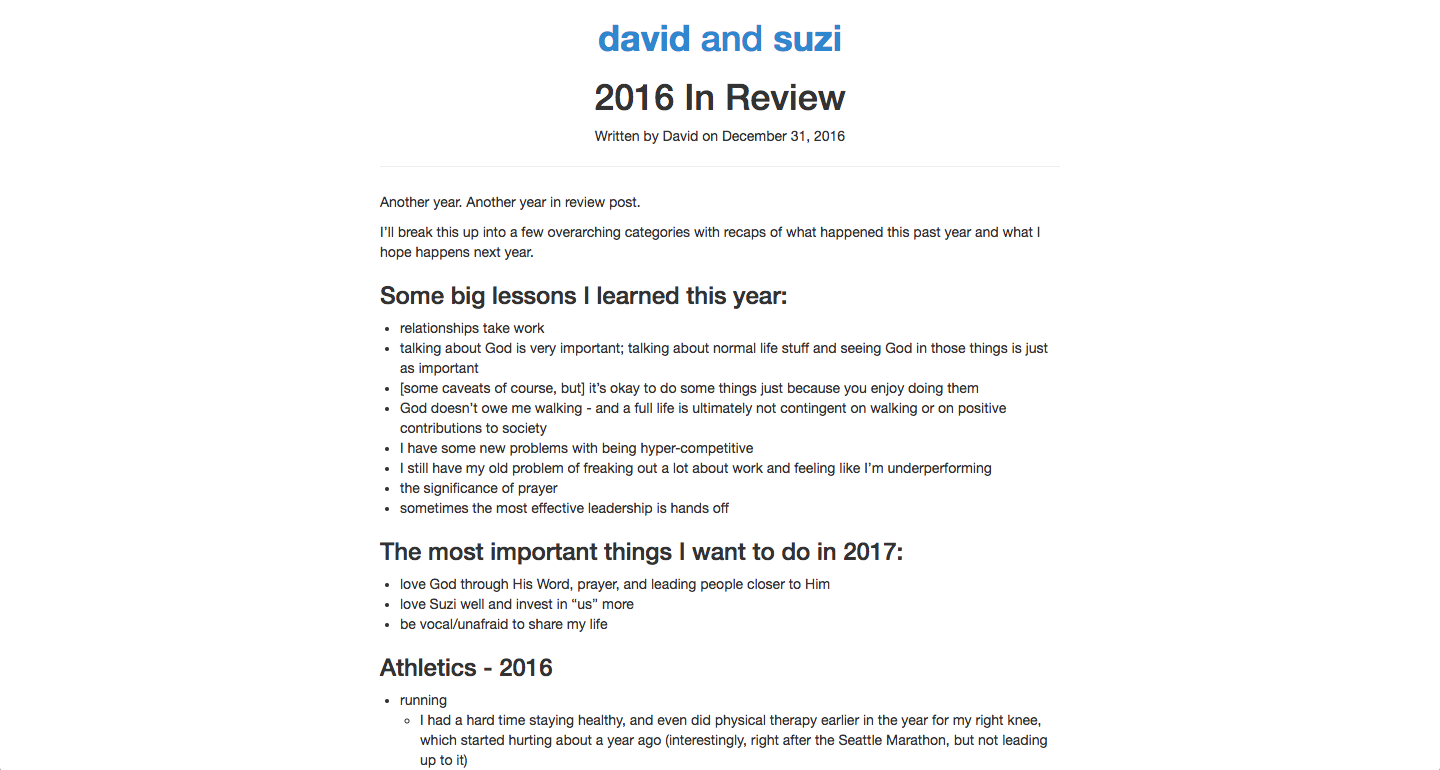 david and suzi
2016 In Review
Written by David on December 31, 2016
Another year. Another year in review post.
I’ll break this up into a few overarching categories with recaps of what happened this past year and what I
hope happens next year.
Some big lessons I learned this year:
• relationships take work
• talking about God is very important; talking about normal life stuff and seeing God in those things is just
as important
• [some caveats of course, but] it’s okay to do some things just because you enjoy doing them
• God doesn’t owe me walking - and a full life is ultimately not contingent on walking or on positive
contributions to society
• I have some new problems with being hyper-competitive
• I still have my old problem of freaking out a lot about work and feeling like I’m underperforming
• the significance of prayer
• sometimes the most effective leadership is hands off
The most important things I want to do in 2017:
• love God through His Word, prayer, and leading people closer to Him
• love Suzi well and invest in “us” more
• be vocal/unafraid to share my life
Athletics - 2016
• running
◦ I had a hard time staying healthy, and even did physical therapy earlier in the year for my right knee,
which started hurting about a year ago (interestingly, right after the Seattle Marathon, but not leading
up to it)